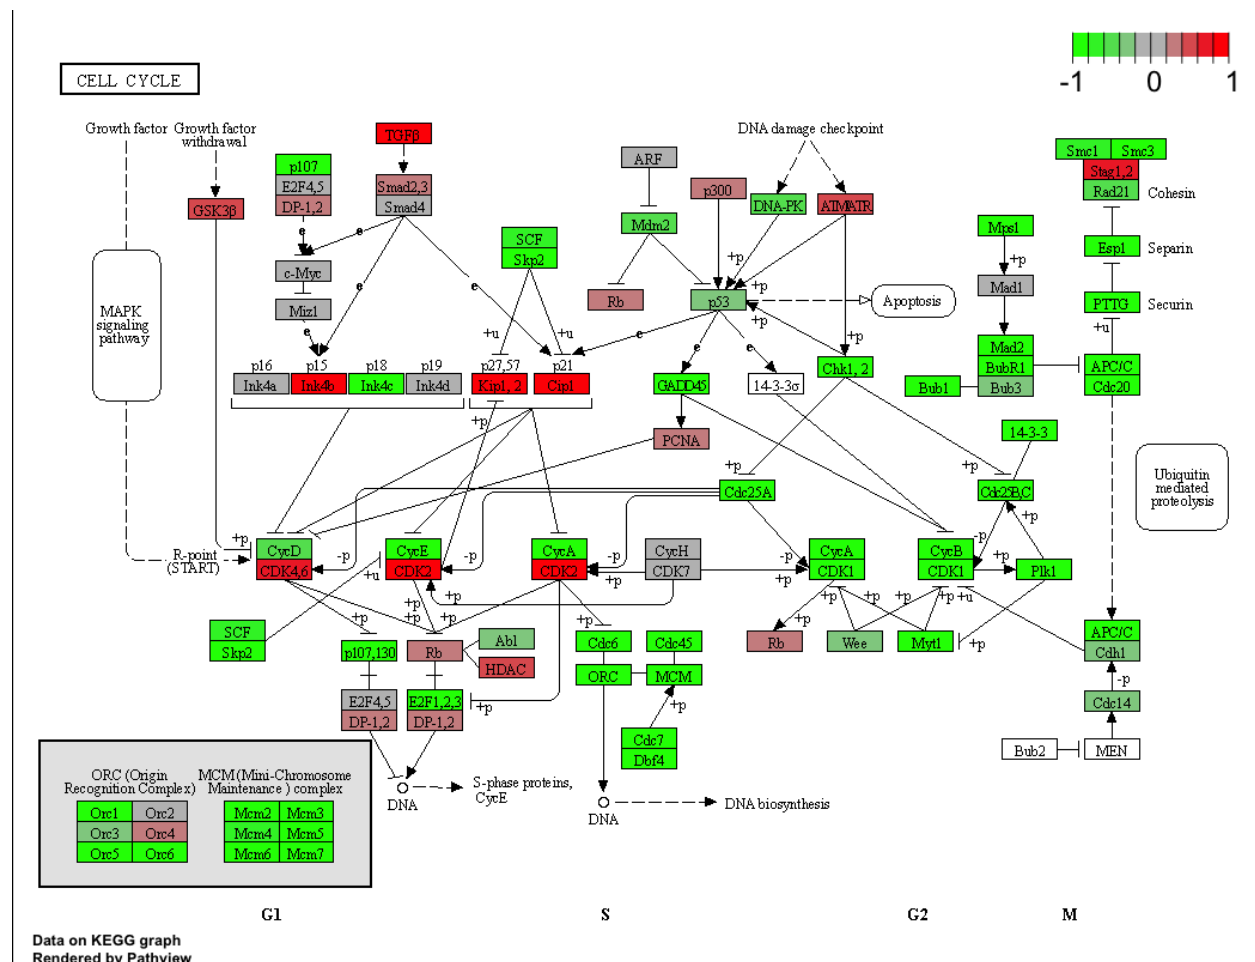 -1 0 1
CELL CYCLE
Growth factor
Growth factor
withdrawal
TGFβ
DNA damage checkpoint
Smc1 Smc3
Stag1,2
Rad21
Cohesin
p107
E2F4,5
DP-1,2
Smad2,3
Smad4
ARF
p300
DNA-PK
ATMATR
GSK3β
Mdm2
Mps1
+p
Esp1
Separin
SCF
Skp2
e
e
e
e
c-Myc
Miz1
Mad1
Rb
p53
+p
+p
+p
Apoptosis
PTTG
Securin
+u
MAPK
signaling
pathway
e
+u
+u
e
e
e
+p
Mad2
BubR1
Bub3
Bub1
APC/C
Cdc20
p16
Ink4a
p15
Ink4b
p18
Ink4c
p19
Ink4d
p27,57
Kip1, 2
p21
Cip1
GADD45
14-3-3σ
Chk1, 2
+p
PCNA
14-3-3
Ubiquitin
mediated
proteolysis
+p
+p
Cdc25A
Cdc25B,C
R-point
(START)
+p
CycD
CDK4,6
-p
CycE
CDK2
-p
CycA
CDK2
-p
+p
CycH
CDK7
-p
+p
CycA
CDK1
CycB
CDK1
-p
+p
+p
Plk1
+u
+p
+p
+p
+p
+p
+p
+p
+p
+u
+p
SCF
Skp2
p107,130
Rb
Abl
HDAC
Cdc6
Cdc45
ORC
MCM
+p
Rb
Wee
Myt1
APC/C
Cdh1
-p
Cdc14
E2F4,5
DP-1,2
E2F1,2,3
DP-1,2
+p
Cdc7
Dbf4
Bub2
MEN
DNA
S-phase proteins,
CycE
DNA
DNA biosynthesis
ORC (Origin
Recognition Complex)
MCM (Mini-Chromosome
Maintenance ) complex
Orc1 Orc2 Mcm2 Mcm3
Orc3 Orc4 Mcm4 Mcm5
Orc5 Orc6 Mcm6 Mcm7
G1 S G2 M
Data on KEGG graph
Rendered by Pathview